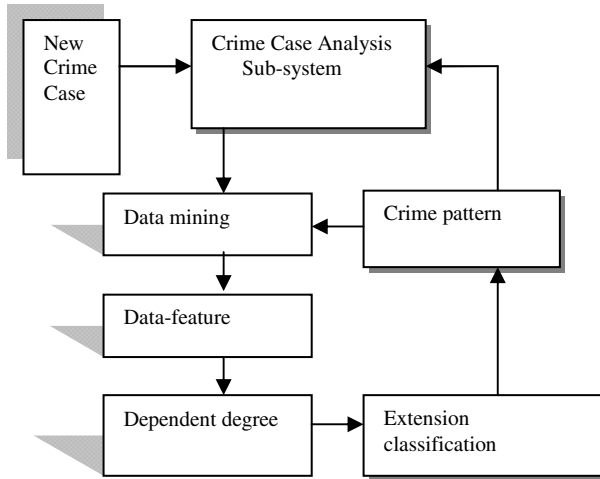 New
Crime
Case
Crime Case Analysis
Sub-system
Data mining
Crime pattern
Data-feature
Dependent degree
Extension
classification